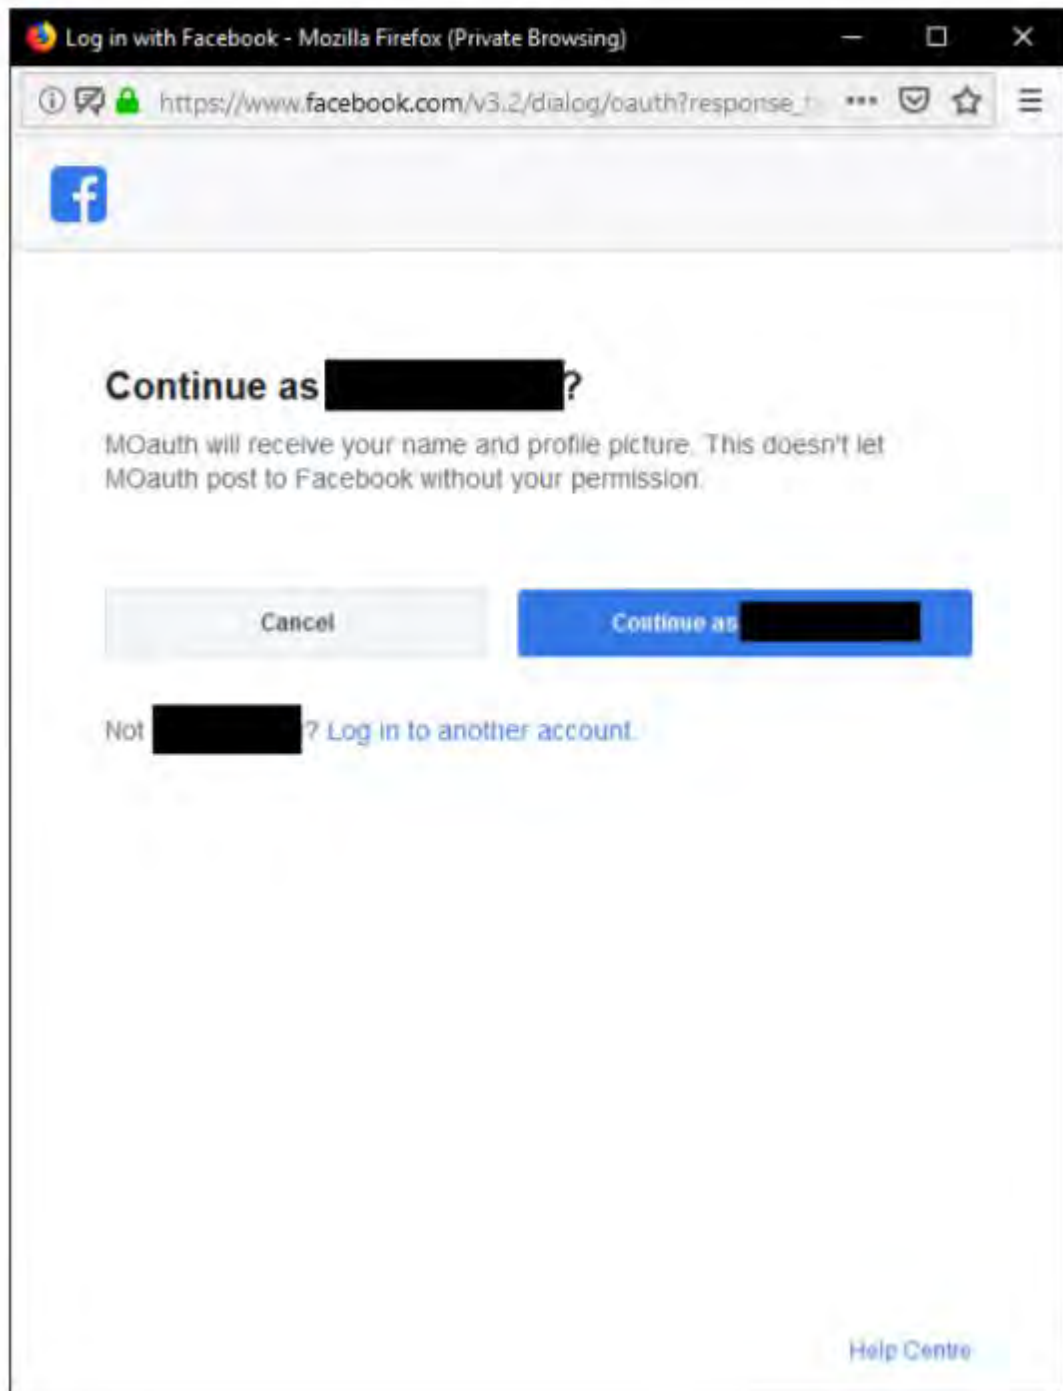 Log in with Facebook - Mozilla Firefox (Private Browsing)
https://www.facebook.com/v3.2/dialog/oauth?response_t
Continue as ?
MOauth will receive your name and profile picture. This doesn't let
MOauth post to Facebook without your permission.
Cancel
Continue as
Not ? Log in to another account.
Help Centre